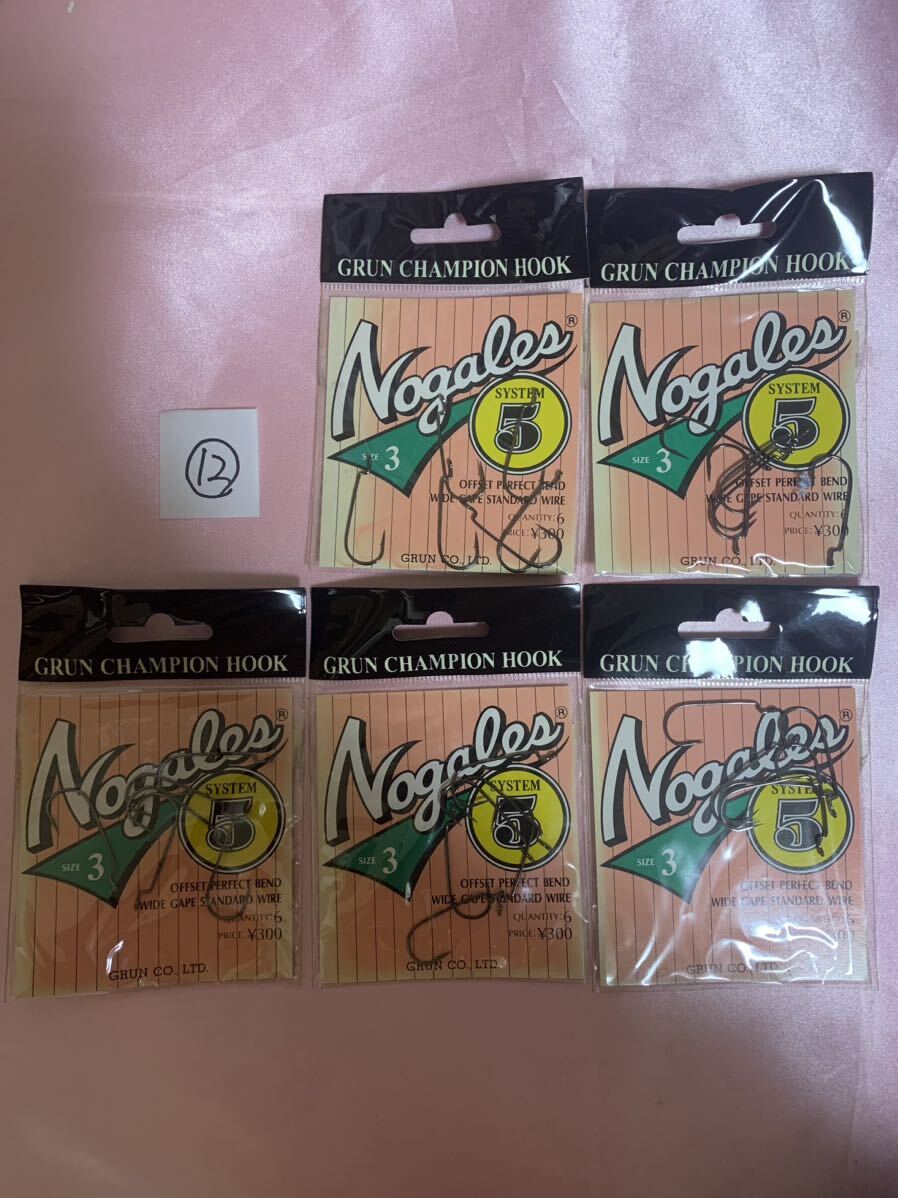 GRUN CHAMPION HOOK
Nogales®
SYSTEM
5
SIZE 3
OFFSET PERFECT BEND
WIDE GAPE STANDARD WIRE
QUANTITY:6
PRICE:¥300
GRUN CO., LTD.
GRUN CHAMPION HOOK
Nogales®
SYSTEM
5
SIZE 3
OFFSET PERFECT BEND
WIDE GAPE STANDARD WIRE
QUANTITY:6
PRICE:¥300
GRUN CO., LTD.
⑫
GRUN CHAMPION HOOK
Nogales®
SYSTEM
5
SIZE 3
OFFSET PERFECT BEND
WIDE GAPE STANDARD WIRE
QUANTITY:6
PRICE:¥300
GRUN CO., LTD.
GRUN CHAMPION HOOK
Nogales®
SYSTEM
5
SIZE 3
OFFSET PERFECT BEND
WIDE GAPE STANDARD WIRE
QUANTITY:6
PRICE:¥300
GRUN CO., LTD.
GRUN CHAMPION HOOK
Nogales®
SYSTEM
5
SIZE 3
OFFSET PERFECT BEND
WIDE GAPE STANDARD WIRE
GRUN CO., LTD.